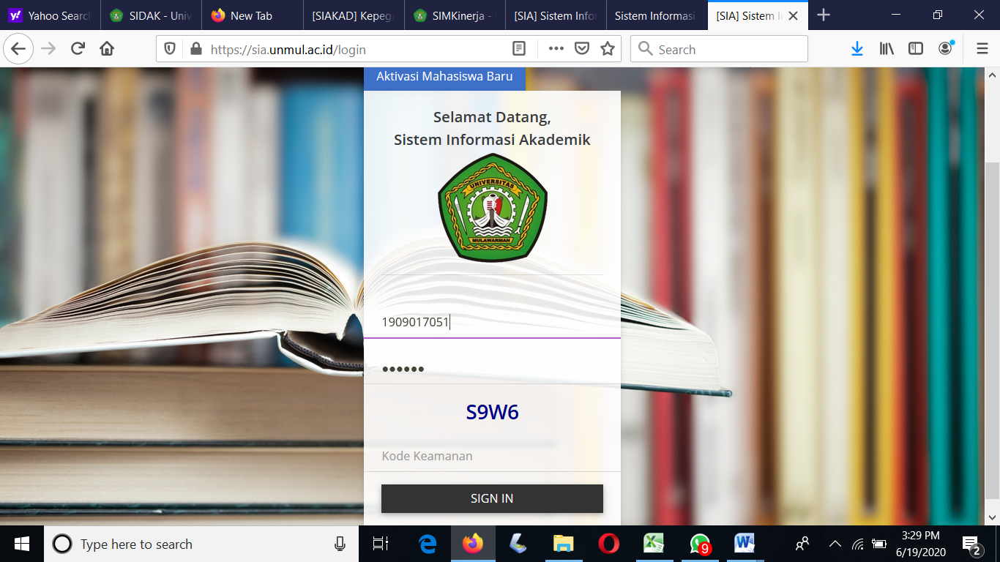 Yahoo Searc
SIDAK - Univ
New Tab
[SIAKAD] Kepega
SIMKinerja -
[SIA] Sistem Infor
Sistem Informasi
[SIA] Sistem I
https://sia.unmul.ac.id/login
Search
Aktivasi Mahasiswa Baru
Selamat Datang,
Sistem Informasi Akademik
UNIVERSITAS
MULAWARMAN
1909017051
S9W6
Kode Keamanan
SIGN IN
Type here to search
9
3:29 PM
6/19/2020
2